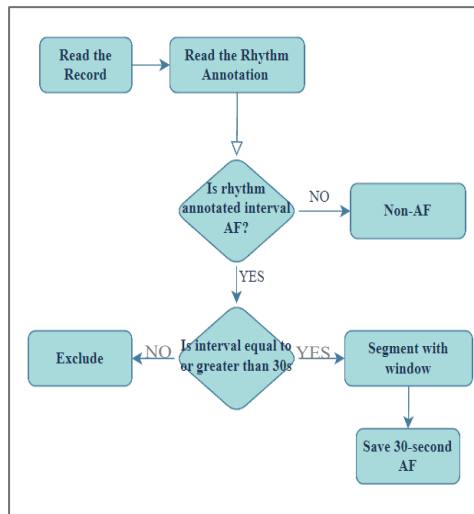 Read the
Record
Read the Rhythm
Annotation
Is rhythm
annotated interval
AF?
NO
Non-AF
YES
Exclude
NO
Is interval equal to
or greater than 30s
YES
Segment with
window
Save 30-second
AF